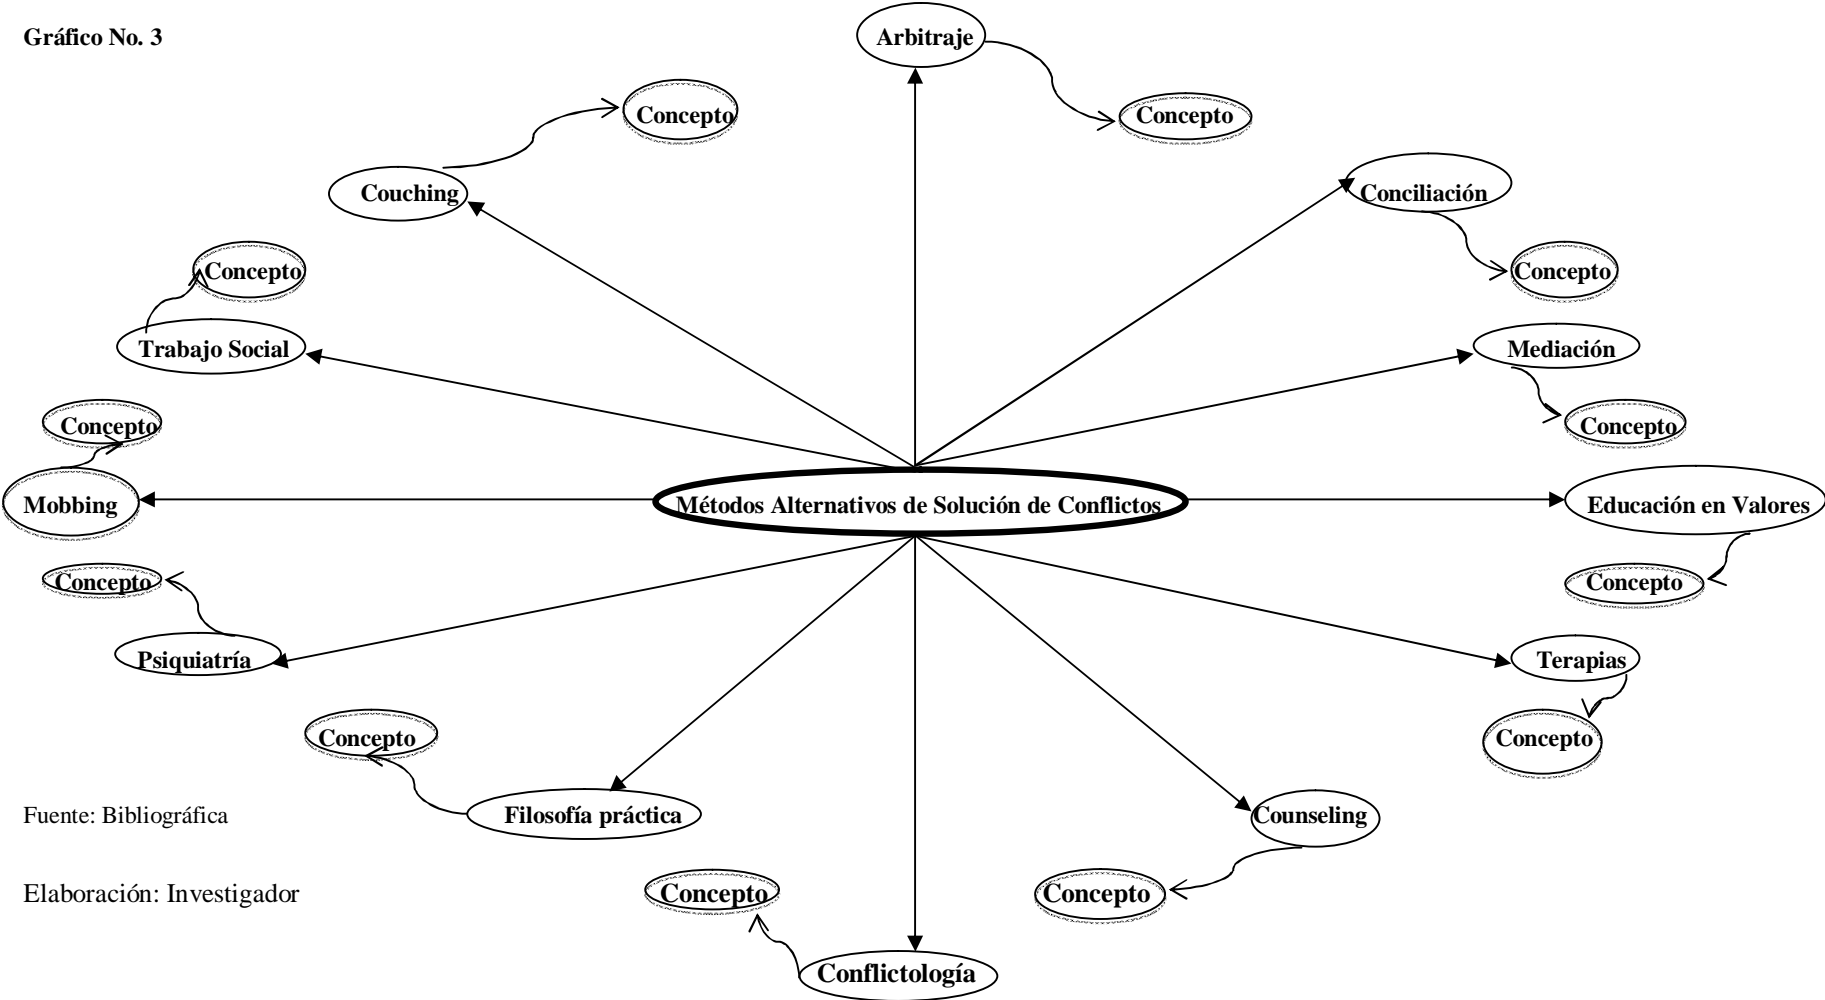 Gráfico No. 3
Arbitraje
Concepto
Concepto
Couching
Conciliación
Concepto
Concepto
Trabajo Social
Mediación
Concepto
Concepto
Mobbing
Métodos Alternativos de Solución de Conflictos
Educación en Valores
Concepto
Concepto
Psiquiatría
Terapias
Concepto
Concepto
Fuente: Bibliográfica
Filosofía práctica
Counseling
Elaboración: Investigador
Concepto
Concepto
Conflictología